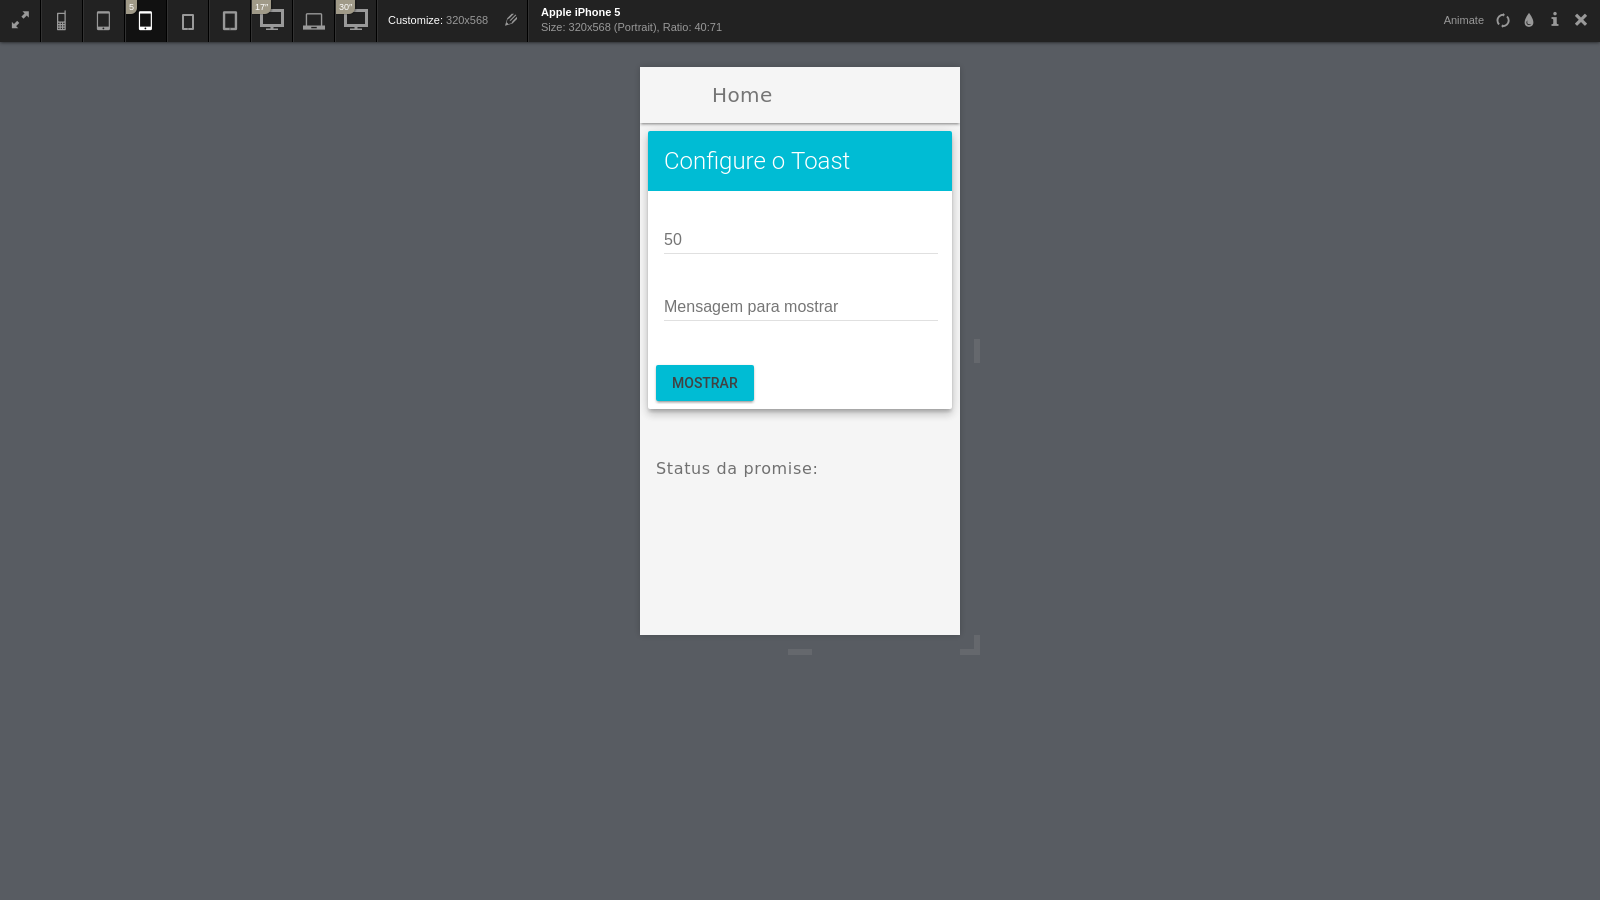 5
17"
30"
Customize: 320x568
Apple iPhone 5
Size: 320x568 (Portrait), Ratio: 40:71
Animate
Home
Configure o Toast
50
Mensagem para mostrar
MOSTRAR
Status da promise: